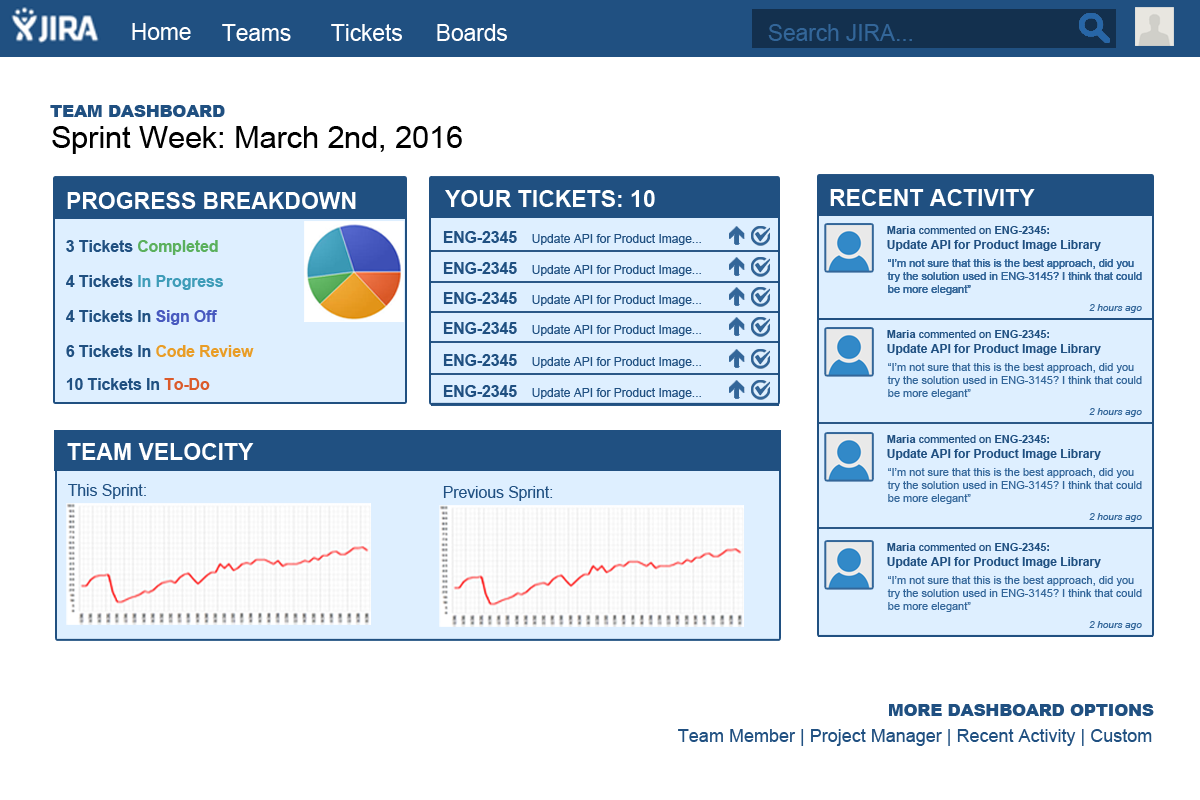 JIRA
Home
Teams
Tickets
Boards
Search JIRA...
TEAM DASHBOARD
Sprint Week: March 2nd, 2016
PROGRESS BREAKDOWN
3 Tickets Completed
4 Tickets In Progress
4 Tickets In Sign Off
6 Tickets In Code Review
10 Tickets In To-Do
YOUR TICKETS: 10
ENG-2345 Update API for Product Image...
ENG-2345 Update API for Product Image...
ENG-2345 Update API for Product Image...
ENG-2345 Update API for Product Image...
ENG-2345 Update API for Product Image...
ENG-2345 Update API for Product Image...
RECENT ACTIVITY
Maria commented on ENG-2345:
Update API for Product Image Library
“I’m not sure that this is the best approach, did you
try the solution used in ENG-3145? I think that could
be more elegant”
2 hours ago
Maria commented on ENG-2345:
Update API for Product Image Library
“I’m not sure that this is the best approach, did you
try the solution used in ENG-3145? I think that could
be more elegant”
2 hours ago
Maria commented on ENG-2345:
Update API for Product Image Library
“I’m not sure that this is the best approach, did you
try the solution used in ENG-3145? I think that could
be more elegant”
2 hours ago
Maria commented on ENG-2345:
Update API for Product Image Library
“I’m not sure that this is the best approach, did you
try the solution used in ENG-3145? I think that could
be more elegant”
2 hours ago
TEAM VELOCITY
This Sprint:
Previous Sprint:
MORE DASHBOARD OPTIONS
Team Member | Project Manager | Recent Activity | Custom